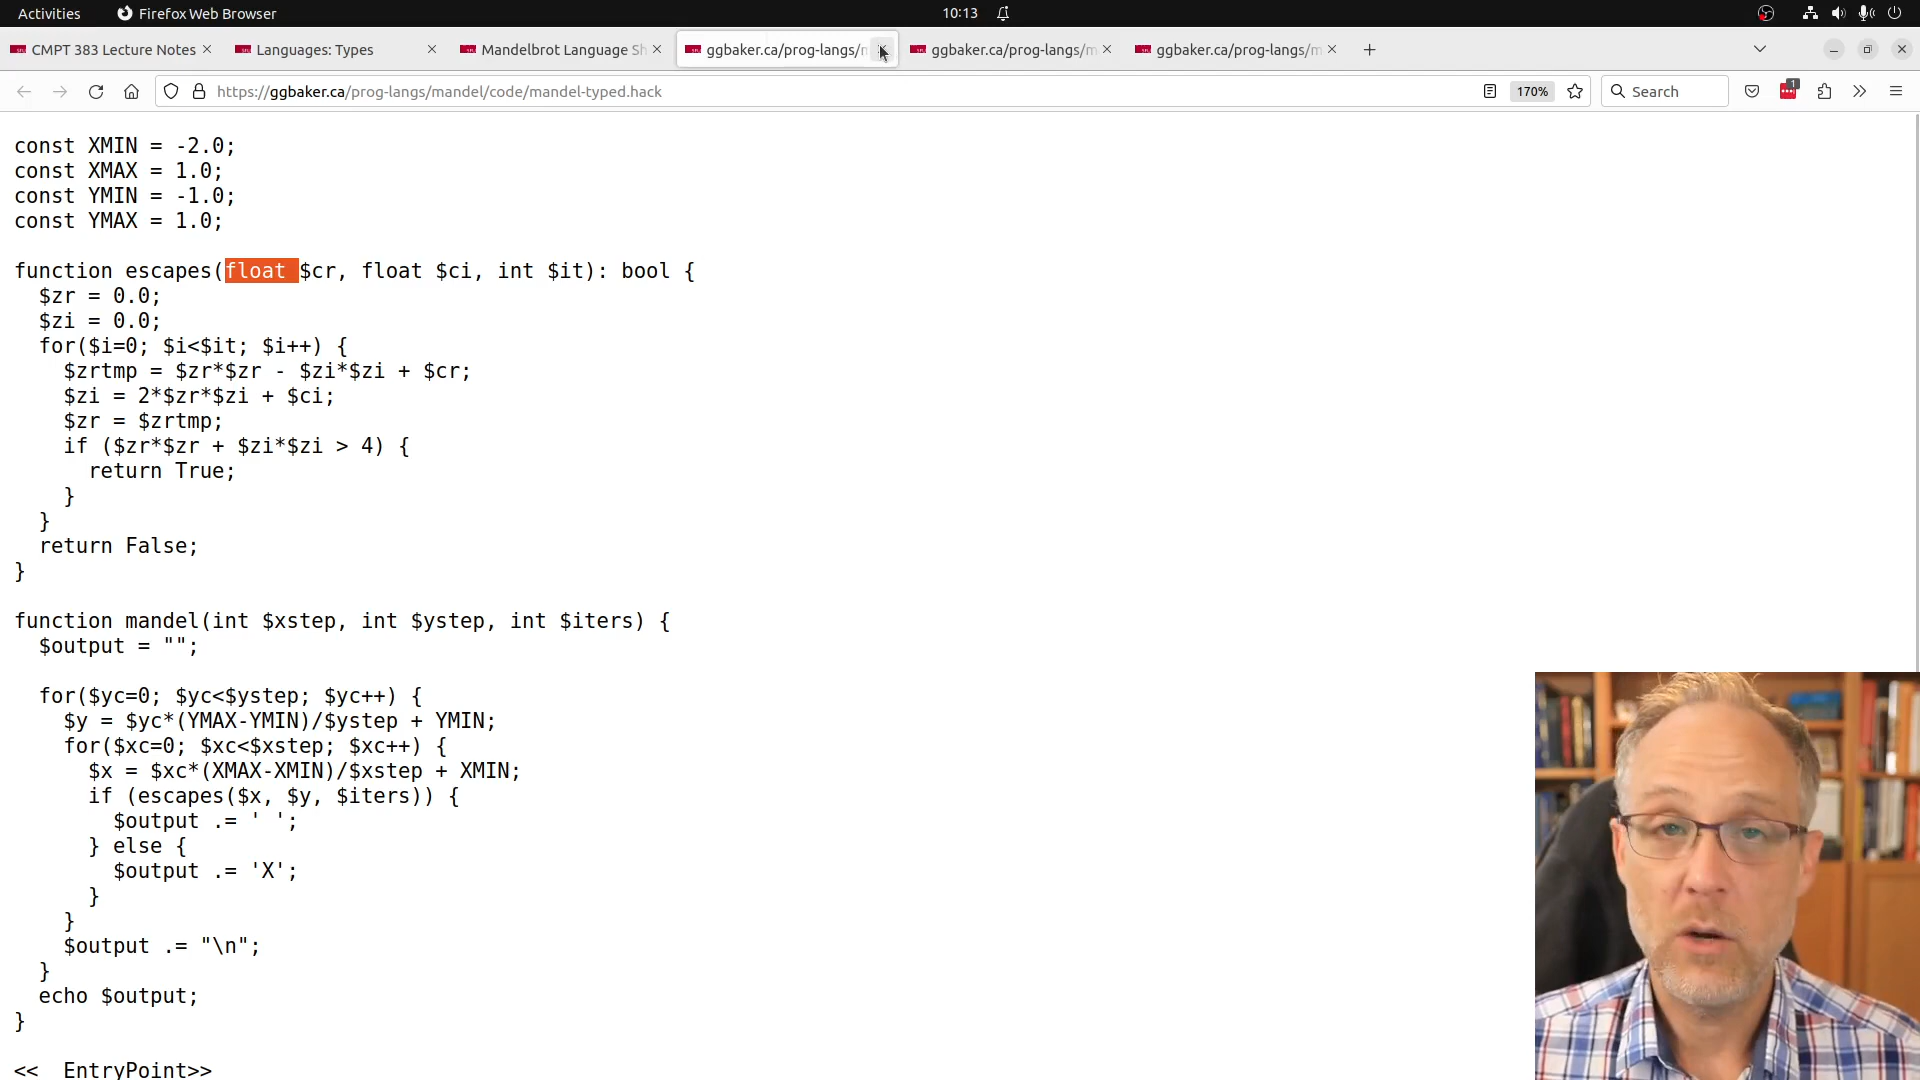 Activities Firefox Web Browser 10:13
CMPT 383 Lecture Notes Languages: Types Mandelbrot Language Sh ggbaker.ca/prog-langs/m ggbaker.ca/prog-langs/m ggbaker.ca/prog-langs/m
https://ggbaker.ca/prog-langs/mandel/code/mandel-typed.hack 170% Search 1
const XMIN = -2.0;
const XMAX = 1.0;
const YMIN = -1.0;
const YMAX = 1.0;
function escapes(float $cr, float $ci, int $it): bool {
  $zr = 0.0;
  $zi = 0.0;
  for($i=0; $i<$it; $i++) {
    $zrtmp = $zr*$zr - $zi*$zi + $cr;
    $zi = 2*$zr*$zi + $ci;
    $zr = $zrtmp;
    if ($zr*$zr + $zi*$zi > 4) {
      return True;
    }
  }
  return False;
}
function mandel(int $xstep, int $ystep, int $iters) {
  $output = "";
  for($yc=0; $yc<$ystep; $yc++) {
    $y = $yc*(YMAX-YMIN)/$ystep + YMIN;
    for($xc=0; $xc<$xstep; $xc++) {
      $x = $xc*(XMAX-XMIN)/$xstep + XMIN;
      if (escapes($x, $y, $iters)) {
        $output .= ' ';
      } else {
        $output .= 'X';
      }
    }
    $output .= "\n";
  }
  echo $output;
}
<<  EntryPoint>>